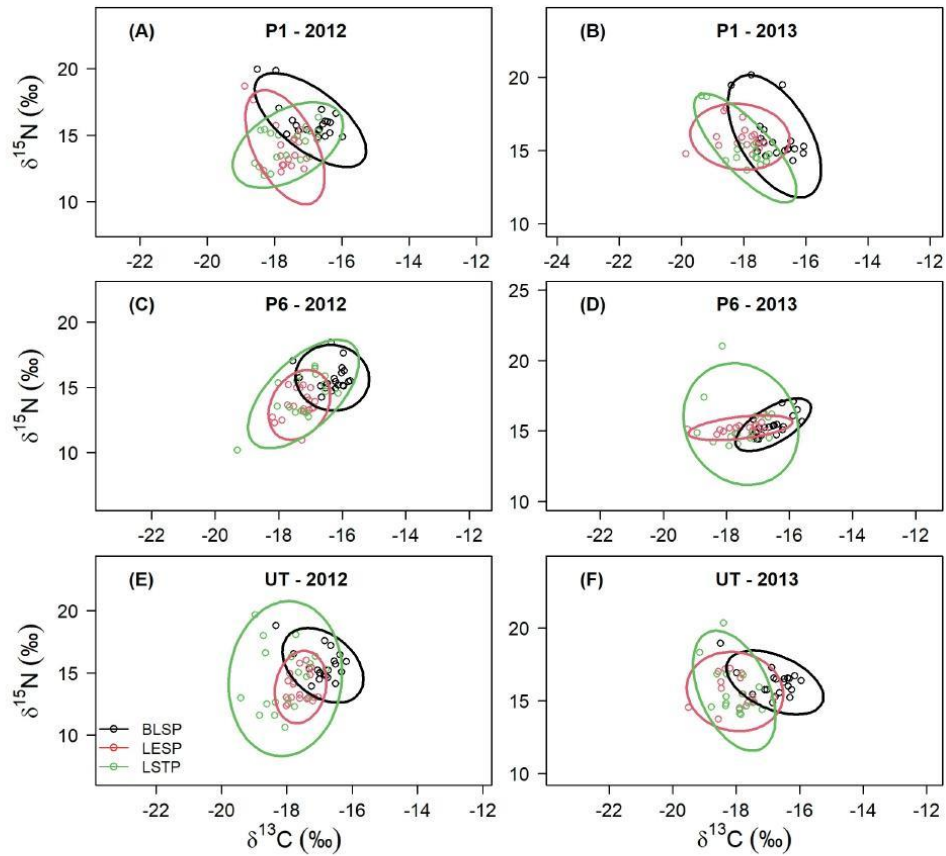 (A) P1 - 2012
δ15N (‰)
20
15
10
-22 -20 -18 -16 -14 -12
(B) P1 - 2013
20
15
10
-24 -22 -20 -18 -16 -14 -12
(C) P6 - 2012
δ15N (‰)
20
15
10
-22 -20 -18 -16 -14 -12
(D) P6 - 2013
25
20
15
10
-22 -20 -18 -16 -14 -12
(E) UT - 2012
δ15N (‰)
20
15
10
BLSP
LESP
LSTP
-22 -20 -18 -16 -14 -12
δ13C (‰)
(F) UT - 2013
20
15
10
-22 -20 -18 -16 -14 -12
δ13C (‰)